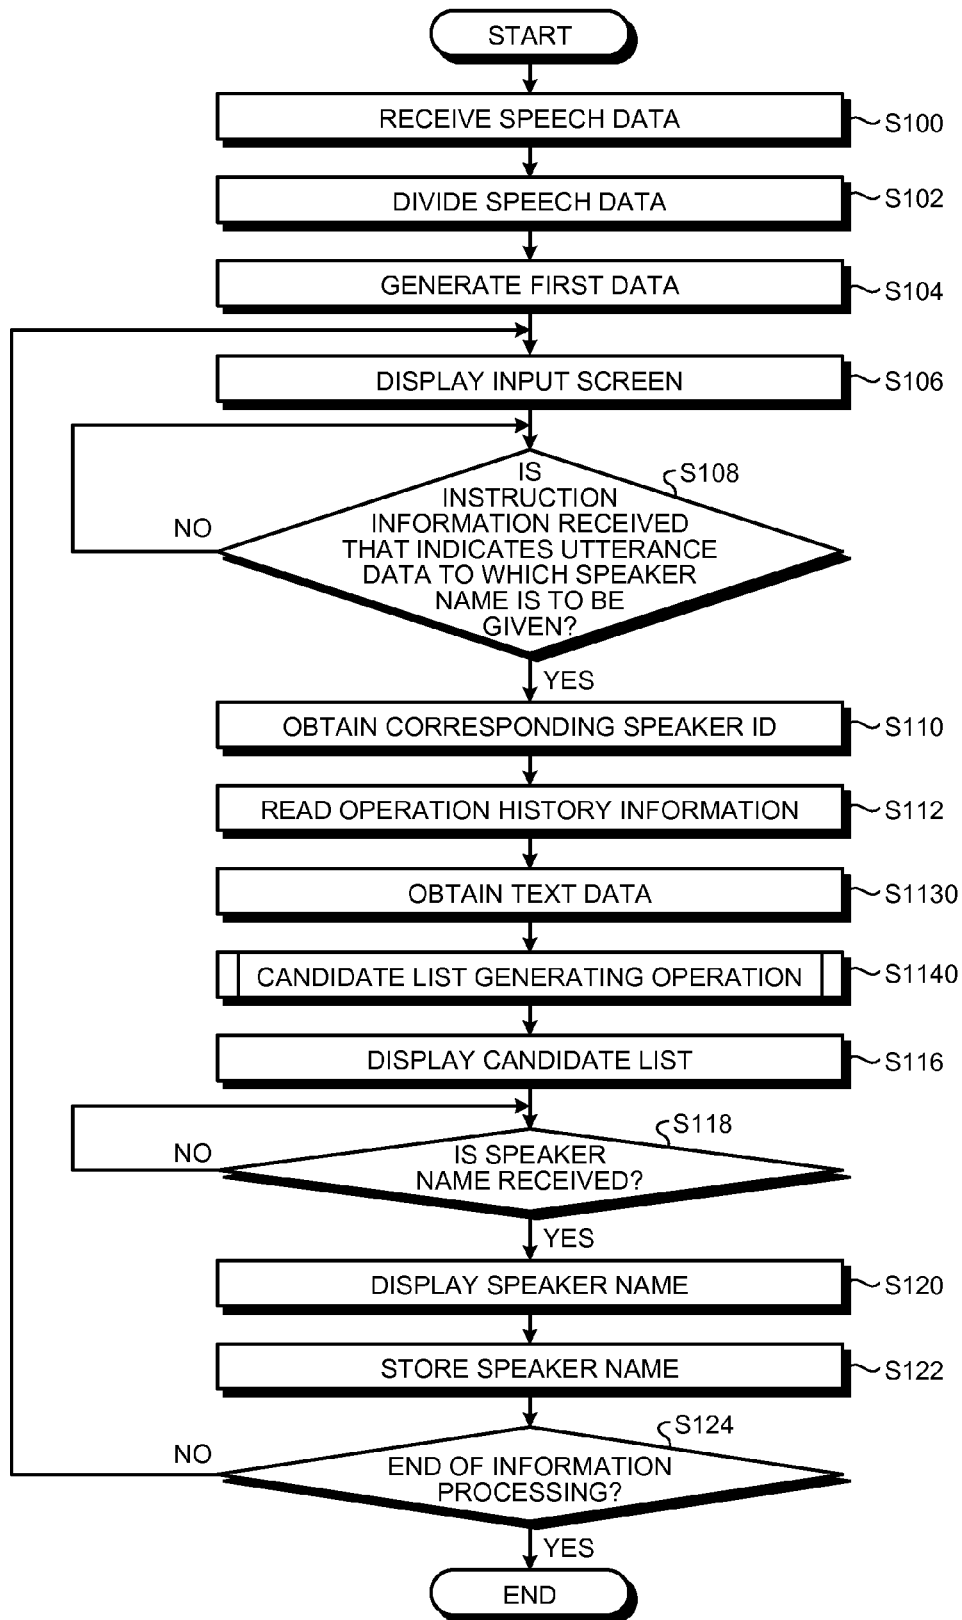 START
RECEIVE SPEECH DATA
S100
DIVIDE SPEECH DATA
S102
GENERATE FIRST DATA
S104
DISPLAY INPUT SCREEN
S106
S108
IS
INSTRUCTION
INFORMATION RECEIVED
THAT INDICATES UTTERANCE
DATA TO WHICH SPEAKER
NAME IS TO BE
GIVEN?
NO
YES
OBTAIN CORRESPONDING SPEAKER ID
S110
READ OPERATION HISTORY INFORMATION
S112
OBTAIN TEXT DATA
S1130
CANDIDATE LIST GENERATING OPERATION
S1140
DISPLAY CANDIDATE LIST
S116
S118
IS SPEAKER
NAME RECEIVED?
NO
YES
DISPLAY SPEAKER NAME
S120
STORE SPEAKER NAME
S122
S124
END OF INFORMATION
PROCESSING?
NO
YES
END